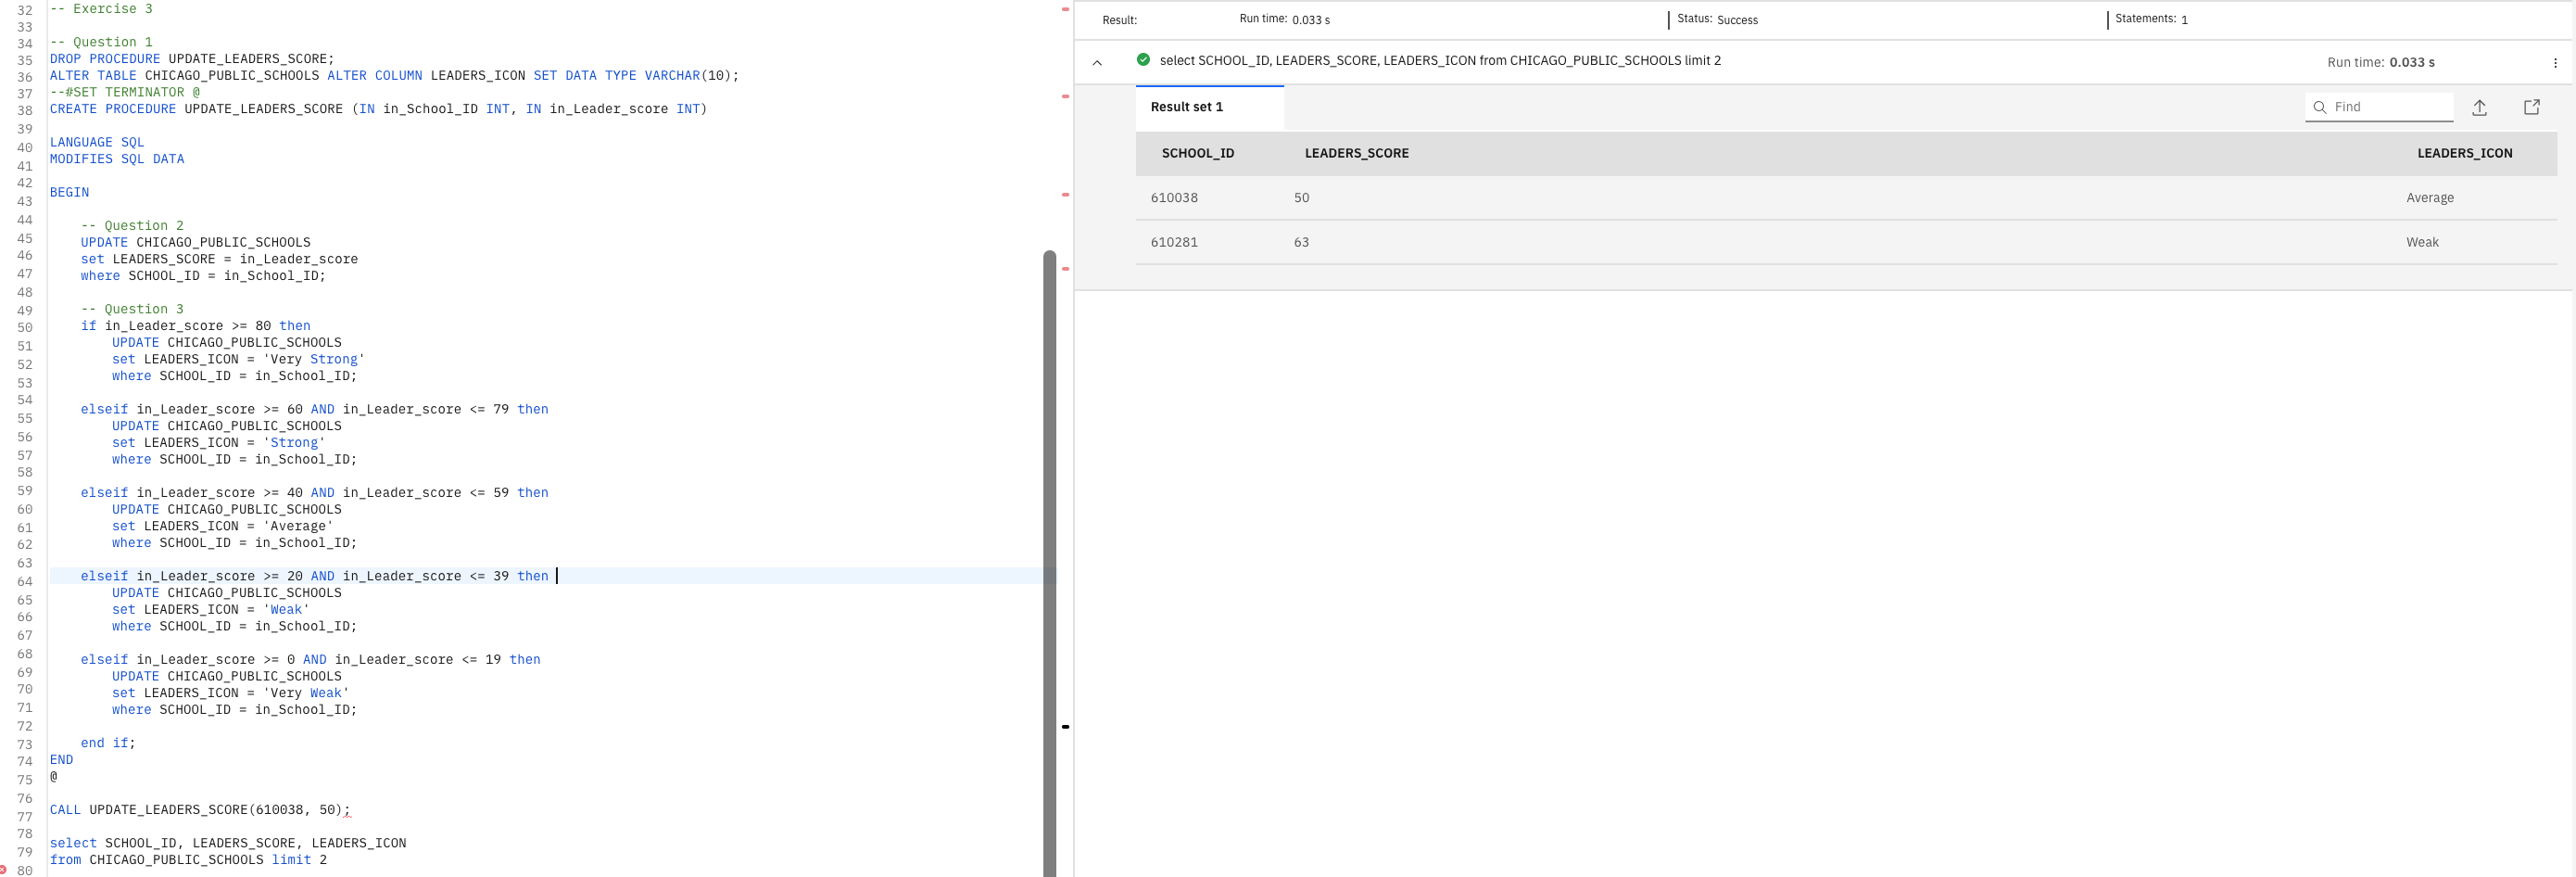 32 -- Exercise 3
33
34 -- Question 1
35 DROP PROCEDURE UPDATE_LEADERS_SCORE;
36 ALTER TABLE CHICAGO_PUBLIC_SCHOOLS ALTER COLUMN LEADERS_ICON SET DATA TYPE VARCHAR(10);
37 --#SET TERMINATOR @
38 CREATE PROCEDURE UPDATE_LEADERS_SCORE (IN in_School_ID INT, IN in_Leader_score INT)
39
40 LANGUAGE SQL
41 MODIFIES SQL DATA
42
43 BEGIN
44
45 -- Question 2
46 UPDATE CHICAGO_PUBLIC_SCHOOLS
47 set LEADERS_SCORE = in_Leader_score
48 where SCHOOL_ID = in_School_ID;
49
50 -- Question 3
51 if in_Leader_score >= 80 then
52 UPDATE CHICAGO_PUBLIC_SCHOOLS
53 set LEADERS_ICON = 'Very Strong'
54 where SCHOOL_ID = in_School_ID;
55
56 elseif in_Leader_score >= 60 AND in_Leader_score <= 79 then
57 UPDATE CHICAGO_PUBLIC_SCHOOLS
58 set LEADERS_ICON = 'Strong'
59 where SCHOOL_ID = in_School_ID;
60
61 elseif in_Leader_score >= 40 AND in_Leader_score <= 59 then
62 UPDATE CHICAGO_PUBLIC_SCHOOLS
63 set LEADERS_ICON = 'Average'
64 where SCHOOL_ID = in_School_ID;
65
66 elseif in_Leader_score >= 20 AND in_Leader_score <= 39 then
67 UPDATE CHICAGO_PUBLIC_SCHOOLS
68 set LEADERS_ICON = 'Weak'
69 where SCHOOL_ID = in_School_ID;
70
71 elseif in_Leader_score >= 0 AND in_Leader_score <= 19 then
72 UPDATE CHICAGO_PUBLIC_SCHOOLS
73 set LEADERS_ICON = 'Very Weak'
74 where SCHOOL_ID = in_School_ID;
75
76 end if;
77 END
78 @
79
80
CALL UPDATE_LEADERS_SCORE(610038, 50);
select SCHOOL_ID, LEADERS_SCORE, LEADERS_ICON
from CHICAGO_PUBLIC_SCHOOLS limit 2
Result: Run time: 0.033 s Status: Success Statements: 1
select SCHOOL_ID, LEADERS_SCORE, LEADERS_ICON from CHICAGO_PUBLIC_SCHOOLS limit 2 Run time: 0.033 s
Result set 1 Find
SCHOOL_ID LEADERS_SCORE LEADERS_ICON
610038 50 Average
610281 63 Weak